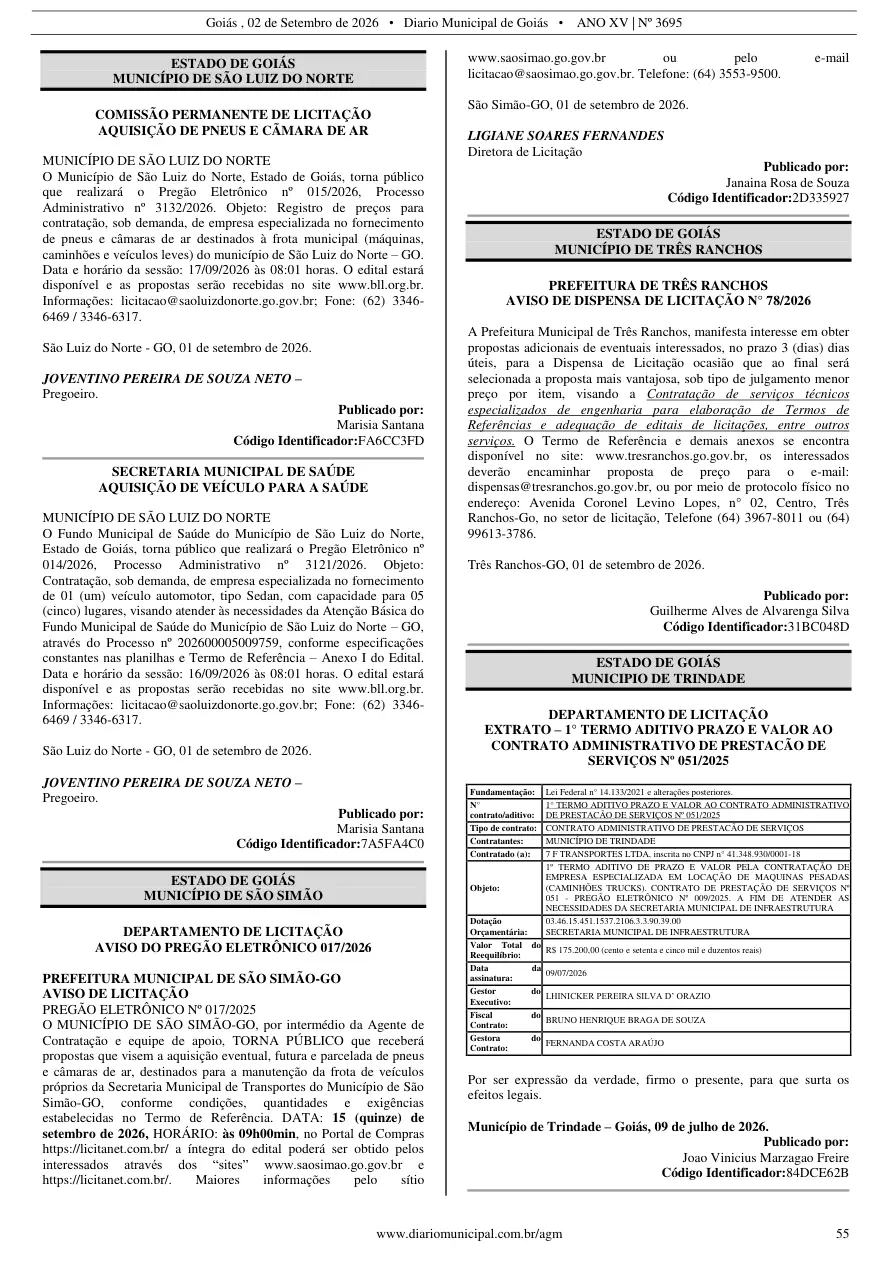 Goiás , 02 de Setembro de 2026 • Diario Municipal de Goiás • ANO XV | Nº 3695
ESTADO DE GOIÁS
MUNICÍPIO DE SÃO LUIZ DO NORTE
COMISSÃO PERMANENTE DE LICITAÇÃO
AQUISIÇÃO DE PNEUS E CÃMARA DE AR
MUNICÍPIO DE SÃO LUIZ DO NORTE
O Município de São Luiz do Norte, Estado de Goiás, torna público
que realizará o Pregão Eletrônico nº 015/2026, Processo
Administrativo nº 3132/2026. Objeto: Registro de preços para
contratação, sob demanda, de empresa especializada no fornecimento
de pneus e câmaras de ar destinados à frota municipal (máquinas,
caminhões e veículos leves) do município de São Luiz do Norte – GO.
Data e horário da sessão: 17/09/2026 às 08:01 horas. O edital estará
disponível e as propostas serão recebidas no site www.bll.org.br.
Informações: licitacao@saoluizdonorte.go.gov.br; Fone: (62) 3346-
6469 / 3346-6317.
São Luiz do Norte - GO, 01 de setembro de 2026.
JOVENTINO PEREIRA DE SOUZA NETO –
Pregoeiro.
Publicado por:
Marisia Santana
Código Identificador:FA6CC3FD
SECRETARIA MUNICIPAL DE SAÚDE
AQUISIÇÃO DE VEÍCULO PARA A SAÚDE
MUNICÍPIO DE SÃO LUIZ DO NORTE
O Fundo Municipal de Saúde do Município de São Luiz do Norte,
Estado de Goiás, torna público que realizará o Pregão Eletrônico nº
014/2026, Processo Administrativo nº 3121/2026. Objeto:
Contratação, sob demanda, de empresa especializada no fornecimento
de 01 (um) veículo automotor, tipo Sedan, com capacidade para 05
(cinco) lugares, visando atender às necessidades da Atenção Básica do
Fundo Municipal de Saúde do Município de São Luiz do Norte – GO,
através do Processo nº 202600005009759, conforme especificações
constantes nas planilhas e Termo de Referência – Anexo I do Edital.
Data e horário da sessão: 16/09/2026 às 08:01 horas. O edital estará
disponível e as propostas serão recebidas no site www.bll.org.br.
Informações: licitacao@saoluizdonorte.go.gov.br; Fone: (62) 3346-
6469 / 3346-6317.
São Luiz do Norte - GO, 01 de setembro de 2026.
JOVENTINO PEREIRA DE SOUZA NETO –
Pregoeiro.
Publicado por:
Marisia Santana
Código Identificador:7A5FA4C0
ESTADO DE GOIÁS
MUNICÍPIO DE SÃO SIMÃO
DEPARTAMENTO DE LICITAÇÃO
AVISO DO PREGÃO ELETRÔNICO 017/2026
PREFEITURA MUNICIPAL DE SÃO SIMÃO-GO
AVISO DE LICITAÇÃO
PREGÃO ELETRÔNICO Nº 017/2025
O MUNICÍPIO DE SÃO SIMÃO-GO, por intermédio da Agente de
Contratação e equipe de apoio, TORNA PÚBLICO que receberá
propostas que visem a aquisição eventual, futura e parcelada de pneus
e câmaras de ar, destinados para a manutenção da frota de veículos
próprios da Secretaria Municipal de Transportes do Município de São
Simão-GO, conforme condições, quantidades e exigências
estabelecidas no Termo de Referência. DATA: 15 (quinze) de
setembro de 2026, HORÁRIO: às 09h00min, no Portal de Compras
https://licitanet.com.br/ a íntegra do edital poderá ser obtido pelos
interessados através dos “sites” www.saosimao.go.gov.br e
https://licitanet.com.br/. Maiores informações pelo sítio
www.saosimao.go.gov.br ou pelo e-mail
licitacao@saosimao.go.gov.br. Telefone: (64) 3553-9500.
São Simão-GO, 01 de setembro de 2026.
LIGIANE SOARES FERNANDES
Diretora de Licitação
Publicado por:
Janaina Rosa de Souza
Código Identificador:2D335927
ESTADO DE GOIÁS
MUNICÍPIO DE TRÊS RANCHOS
PREFEITURA DE TRÊS RANCHOS
AVISO DE DISPENSA DE LICITAÇÃO N° 78/2026
A Prefeitura Municipal de Três Ranchos, manifesta interesse em obter
propostas adicionais de eventuais interessados, no prazo 3 (dias) dias
úteis, para a Dispensa de Licitação ocasião que ao final será
selecionada a proposta mais vantajosa, sob tipo de julgamento menor
preço por item, visando a Contratação de serviços técnicos
especializados de engenharia para elaboração de Termos de
Referências e adequação de editais de licitações, entre outros
serviços. O Termo de Referência e demais anexos se encontra
disponível no site: www.tresranchos.go.gov.br, os interessados
deverão encaminhar proposta de preço para o e-mail:
dispensas@tresranchos.go.gov.br, ou por meio de protocolo físico no
endereço: Avenida Coronel Levino Lopes, n° 02, Centro, Três
Ranchos-Go, no setor de licitação, Telefone (64) 3967-8011 ou (64)
99613-3786.
Três Ranchos-GO, 01 de setembro de 2026.
Publicado por:
Guilherme Alves de Alvarenga Silva
Código Identificador:31BC048D
ESTADO DE GOIÁS
MUNICIPIO DE TRINDADE
DEPARTAMENTO DE LICITAÇÃO
EXTRATO – 1° TERMO ADITIVO PRAZO E VALOR AO
CONTRATO ADMINISTRATIVO DE PRESTACÃO DE
SERVIÇOS Nº 051/2025
Fundamentação: Lei Federal n° 14.133/2021 e alterações posteriores.
N° contrato/aditivo: 1° TERMO ADITIVO PRAZO E VALOR AO CONTRATO ADMINISTRATIVO
DE PRESTACÃO DE SERVIÇOS Nº 051/2025
Tipo de contrato: CONTRATO ADMINISTRATIVO DE PRESTACÃO DE SERVIÇOS
Contratantes: MUNICÍPIO DE TRINDADE
Contratado (a): 7 F TRANSPORTES LTDA, inscrita no CNPJ n° 41.348.930/0001-18
Objeto: 1º TERMO ADITIVO DE PRAZO E VALOR PELA CONTRATAÇÃO DE
EMPRESA ESPECIALIZADA EM LOCAÇÃO DE MAQUINAS PESADAS
(CAMINHÕES TRUCKS). CONTRATO DE PRESTAÇÃO DE SERVIÇOS Nº
051 - PREGÃO ELETRÔNICO Nº 009/2025. A FIM DE ATENDER AS
NECESSIDADES DA SECRETARIA MUNICIPAL DE INFRAESTRUTURA
Dotação Orçamentária: 03.46.15.451.1537.2106.3.3.90.39.00
SECRETARIA MUNICIPAL DE INFRAESTRUTURA
Valor Total do Reequilíbrio: R$ 175.200,00 (cento e setenta e cinco mil e duzentos reais)
Data da assinatura: 09/07/2026
Gestor do Executivo: LHINICKER PEREIRA SILVA D’ ORAZIO
Fiscal do Contrato: BRUNO HENRIQUE BRAGA DE SOUZA
Gestora do Contrato: FERNANDA COSTA ARAÚJO
Por ser expressão da verdade, firmo o presente, para que surta os
efeitos legais.
Município de Trindade – Goiás, 09 de julho de 2026.
Publicado por:
Joao Vinicius Marzagao Freire
Código Identificador:84DCE62B
www.diariomunicipal.com.br/agm 55